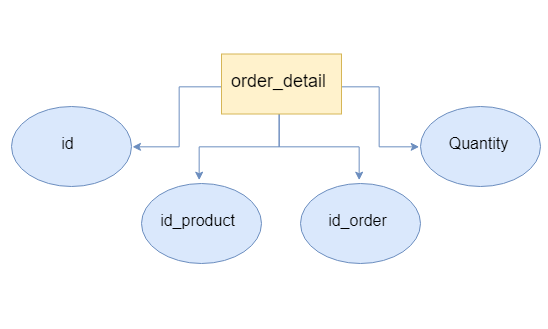 order_detail
id
Quantity
id_product
id_order